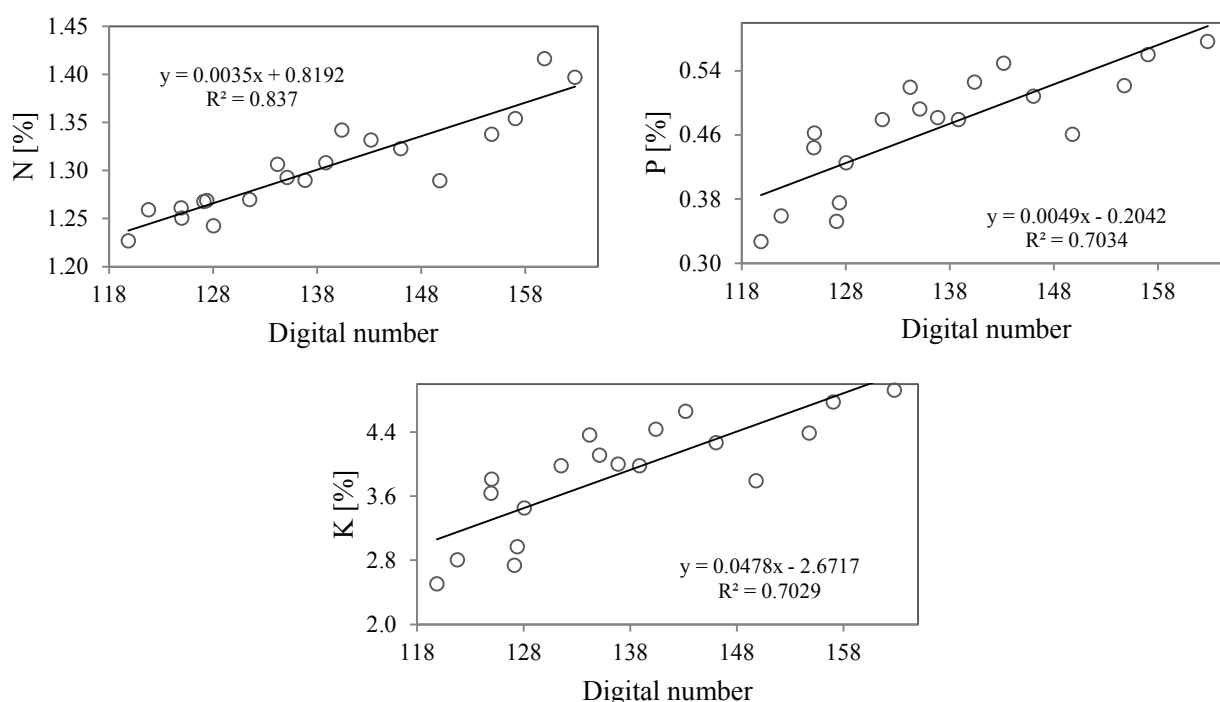 1.45
1.40
1.35
1.30
1.25
1.20
N [%]
y = 0.0035x + 0.8192
R² = 0.837
118 128 138 148 158
Digital number
0.54
0.46
0.38
0.30
P [%]
y = 0.0049x - 0.2042
R² = 0.7034
118 128 138 148 158
Digital number
4.4
3.6
2.8
2.0
K [%]
y = 0.0478x - 2.6717
R² = 0.7029
118 128 138 148 158
Digital number